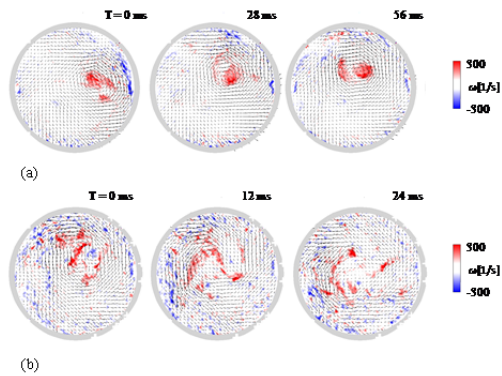 T = 0 ms 28 ms 56 ms
300
ω[1/s]
-300
(a)
T = 0 ms 12 ms 24 ms
300
ω[1/s]
-300
(b)